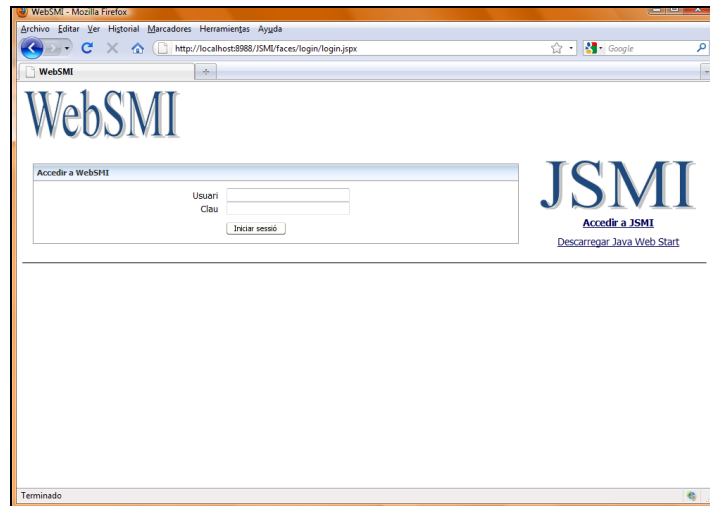 WebSMI - Mozilla Firefox
Archivo Editar Ver Historial Marcadores Herramientas Ayuda
http://localhost:8988/JSMI/faces/login/login.jspx
Google
WebSMI
WebSMI
Accedir a WebSMI
Usuari
Clau
Iniciar sessió
JSMI
Accedir a JSMI
Descarregar Java Web Start
Terminado